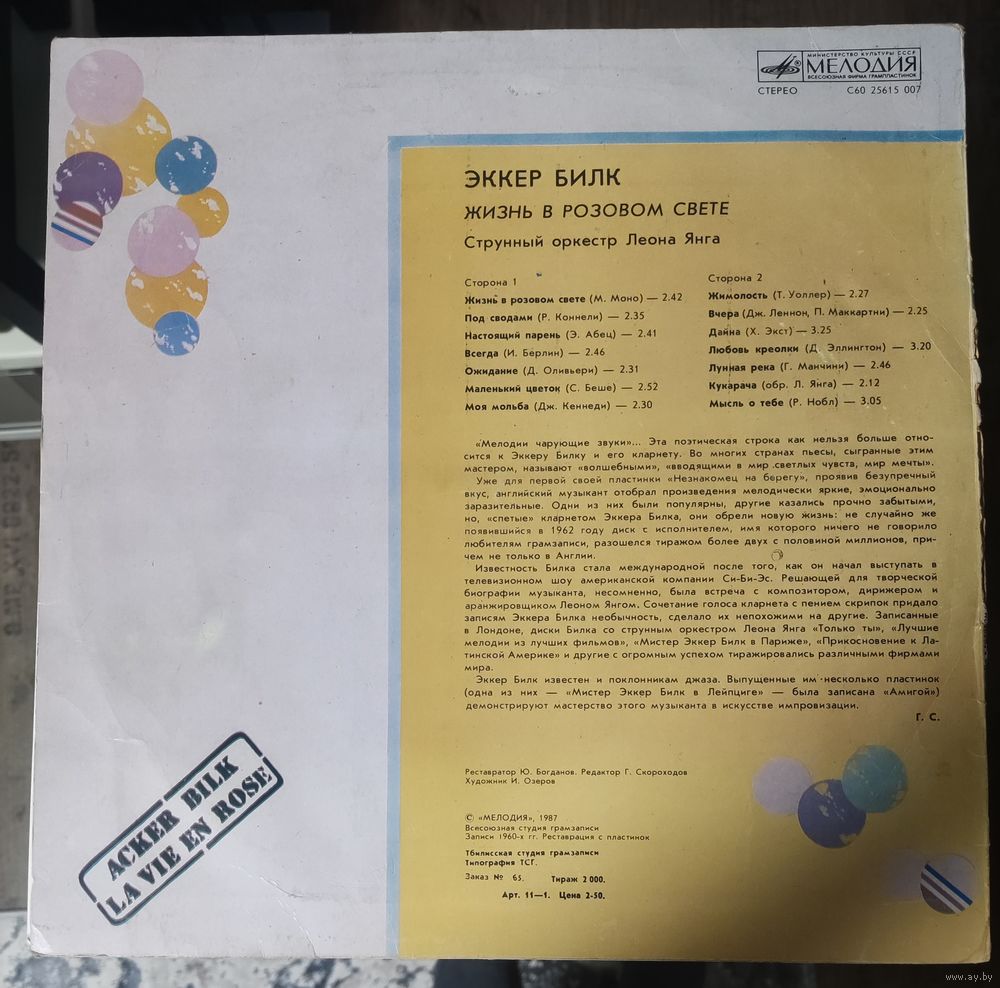 МИНИСТЕРСТВО КУЛЬТУРЫ СССР
МЕЛОДИЯ
ВСЕСОЮЗНАЯ ФИРМА ГРАМПЛАСТИНОК
СТЕРЕО С60 25615 007
ЭККЕР БИЛК
ЖИЗНЬ В РОЗОВОМ СВЕТЕ
Струнный оркестр Леона Янга
Сторона 1
Жизнь в розовом свете (М. Моно) — 2.42
Под сводами (Р. Коннели) — 2.35
Настоящий парень (Э. Абец) — 2.41
Всегда (И. Берлин) — 2.46
Ожидание (Д. Оливьери) — 2.31
Маленький цветок (С. Беше) — 2.52
Моя мольба (Дж. Кеннеди) — 2.30
Сторона 2
Жимолость (Т. Уоллер) — 2.27
Вчера (Дж. Леннон, П. Маккартни) — 2.25
Дайна (Х. Экст) — 3.25
Любовь креолки (Д. Эллингтон) — 3.20
Лунная река (Г. Манчини) — 2.46
Кукарача (обр. Л. Янга) — 2.12
Мысль о тебе (Р. Нобл) — 3.05
«Мелодии чарующие звуки»... Эта поэтическая строка как нельзя больше отно-
сится к Эккеру Билку и его кларнету. Во многих странах пьесы, сыгранные этим
мастером, называют «волшебными», «вводящими в мир светлых чувств, мир мечты».
Уже для первой своей пластинки «Незнакомец на берегу», проявив безупречный
вкус, английский музыкант отобрал произведения мелодически яркие, эмоционально
заразительные. Одни из них были популярны, другие казались прочно забытыми,
но, «спетые» кларнетом Эккера Билка, они обрели новую жизнь: не случайно же
появившийся в 1962 году диск с исполнителем, имя которого ничего не говорило
любителям грамзаписи, разошелся тиражом более двух с половиной миллионов, при-
чем не только в Англии.
Известность Билка стала международной после того, как он начал выступать в
телевизионном шоу американской компании Си-Би-Эс. Решающей для творческой
биографии музыканта, несомненно, была встреча с композитором, дирижером и
аранжировщиком Леоном Янгом. Сочетание голоса кларнета с пением скрипок придало
записям Эккера Билка необычность, сделало их непохожими на другие. Записанные
в Лондоне, диски Билка со струнным оркестром Леона Янга «Только ты», «Лучшие
мелодии из лучших фильмов», «Мистер Эккер Билк в Париже», «Прикосновение к Ла-
тинской Америке» и другие с огромным успехом тиражировались различными фирмами
мира.
Эккер Билк известен и поклонникам джаза. Выпущенные им несколько пластинок
(одна из них — «Мистер Эккер Билк в Лейпциге» — была записана «Амигой»)
демонстрируют мастерство этого музыканта в искусстве импровизации.
Г. С.
Реставратор Ю. Богданов. Редактор Г. Скороходов
Художник И. Озеров
© «МЕЛОДИЯ», 1987
Всесоюзная студия грамзаписи
Записи 1960-х гг. Реставрация с пластинок
Тбилисская студия грамзаписи
Типография ТСГ.
Заказ № 65. Тираж 2 000.
Арт. 11—1. Цена 2-50.
ACKER BILK
LA VIE EN ROSE
www.ay.by